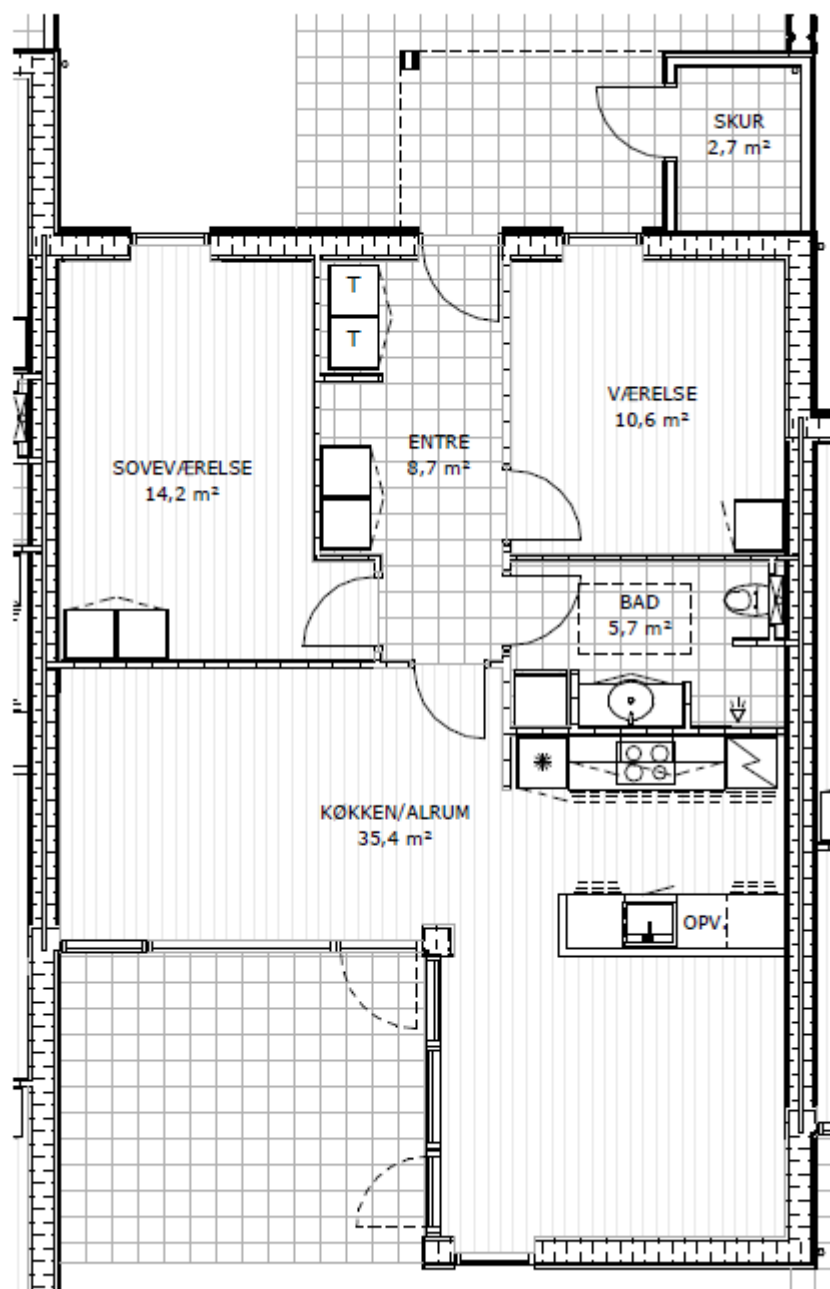 SKUR
2,7 m²
T
T
VÆRELSE
10,6 m²
ENTRE
8,7 m²
SOVEVÆRELSE
14,2 m²
BAD
5,7 m²
KØKKEN/ALRUM
35,4 m²
OPV.